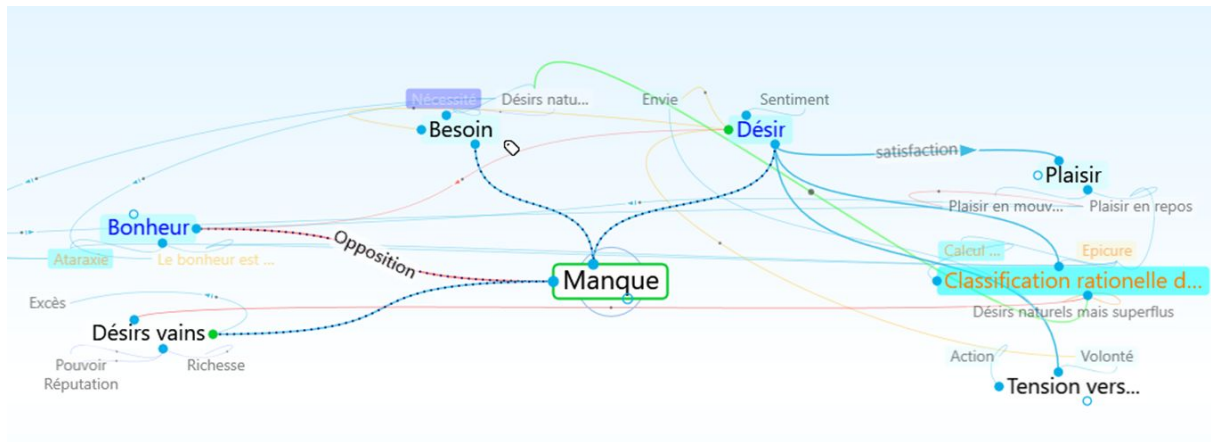 Nécessité
Désirs natu...
Envie
Sentiment
Besoin
Désir
satisfaction
Plaisir
Plaisir en mouv...
Plaisir en repos
Bonheur
Opposition
Ataraxie
Le bonheur est ...
Calcul ...
Epicure
Manque
Classification rationelle d...
Excès
Désirs naturels mais superflus
Désirs vains
Pouvoir
Richesse
Réputation
Action
Volonté
Tension vers...